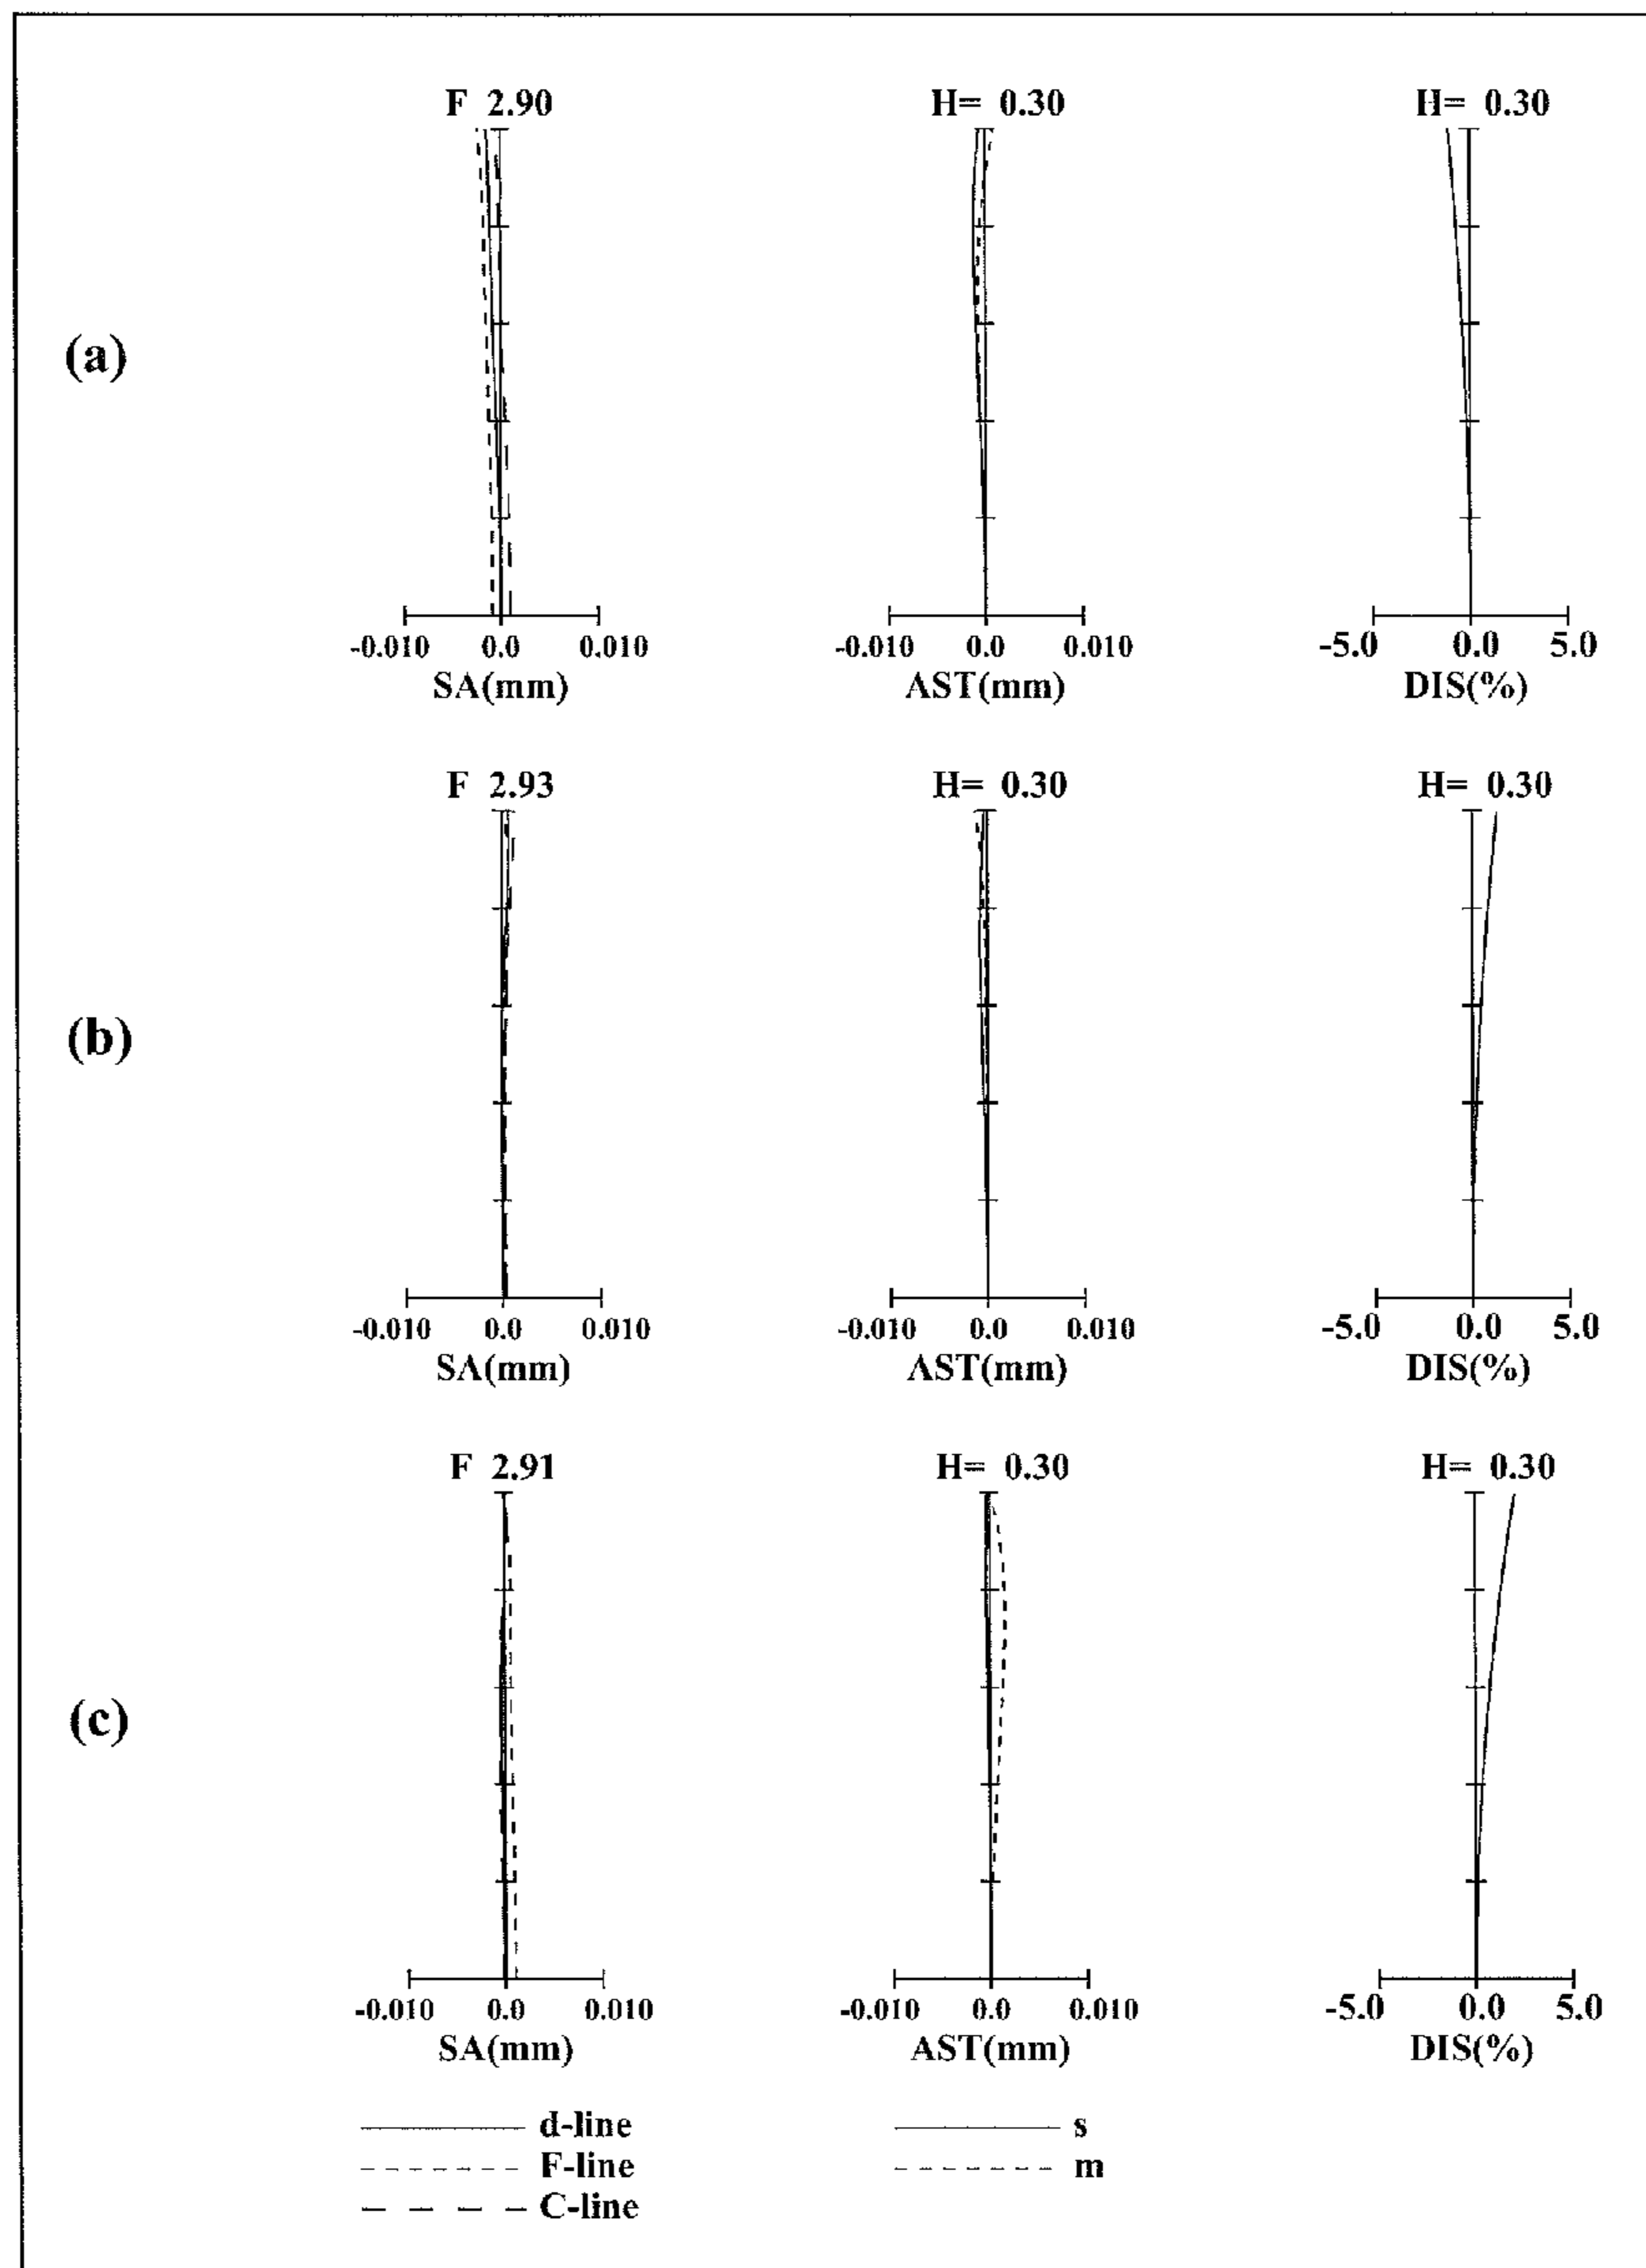 F 2.90 H= 0.30 H= 0.30
(a)
-0.010 0.0 0.010 -0.010 0.0 0.010 -5.0 0.0 5.0
SA(mm) AST(mm) DIS(%)
F 2.93 H= 0.30 H= 0.30
(b)
-0.010 0.0 0.010 -0.010 0.0 0.010 -5.0 0.0 5.0
SA(mm) AST(mm) DIS(%)
F 2.91 H= 0.30 H= 0.30
(c)
-0.010 0.0 0.010 -0.010 0.0 0.010 -5.0 0.0 5.0
SA(mm) AST(mm) DIS(%)
d-line s
F-line m
C-line